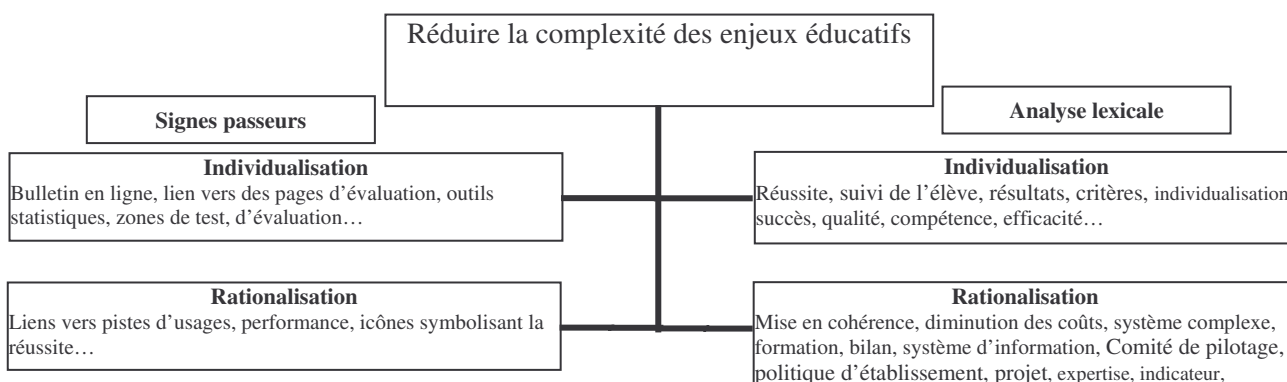 Réduire la complexité des enjeux éducatifs
Signes passeurs
Analyse lexicale
Individualisation
Bulletin en ligne, lien vers des pages d'évaluation, outils
statistiques, zones de test, d'évaluation…
Individualisation
Réussite, suivi de l'élève, résultats, critères, individualisation
succès, qualité, compétence, efficacité…
Rationalisation
Liens vers pistes d'usages, performance, icônes symbolisant la
réussite…
Rationalisation
Mise en cohérence, diminution des coûts, système complexe,
formation, bilan, système d'information, Comité de pilotage,
politique d'établissement, projet, expertise, indicateur,